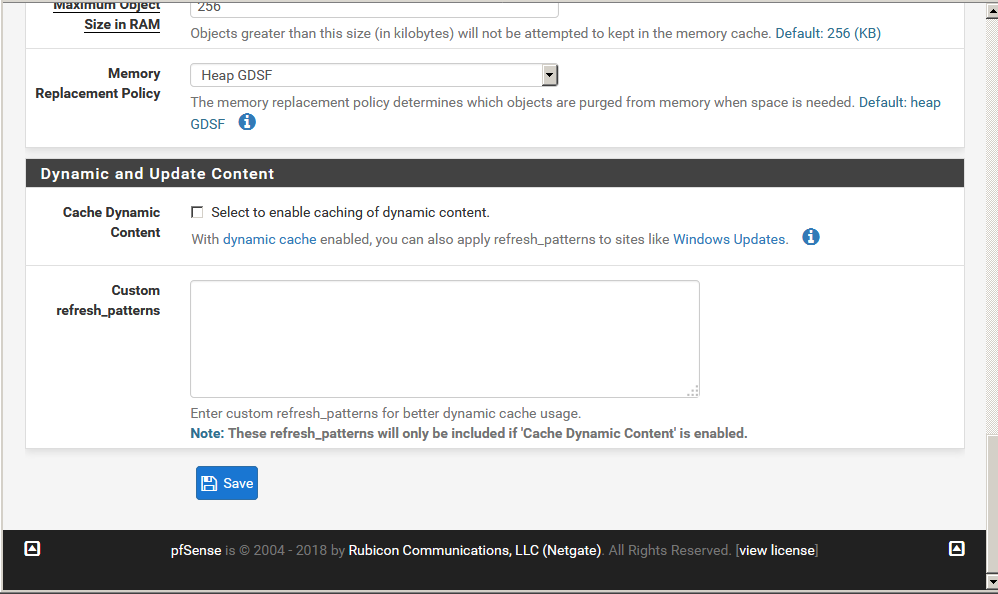 Maximum Object
256
Size in RAM
Objects greater than this size (in kilobytes) will not be attempted to kept in the memory cache. Default: 256 (KB)
Memory
Replacement Policy
Heap GDSF
The memory replacement policy determines which objects are purged from memory when space is needed. Default: heap
GDSF
Dynamic and Update Content
Cache Dynamic
Content
Select to enable caching of dynamic content.
With dynamic cache enabled, you can also apply refresh_patterns to sites like Windows Updates.
Custom
refresh_patterns
Enter custom refresh_patterns for better dynamic cache usage.
Note: These refresh_patterns will only be included if 'Cache Dynamic Content' is enabled.
Save
pfSense is © 2004 - 2018 by Rubicon Communications, LLC (Netgate). All Rights Reserved. [view license]